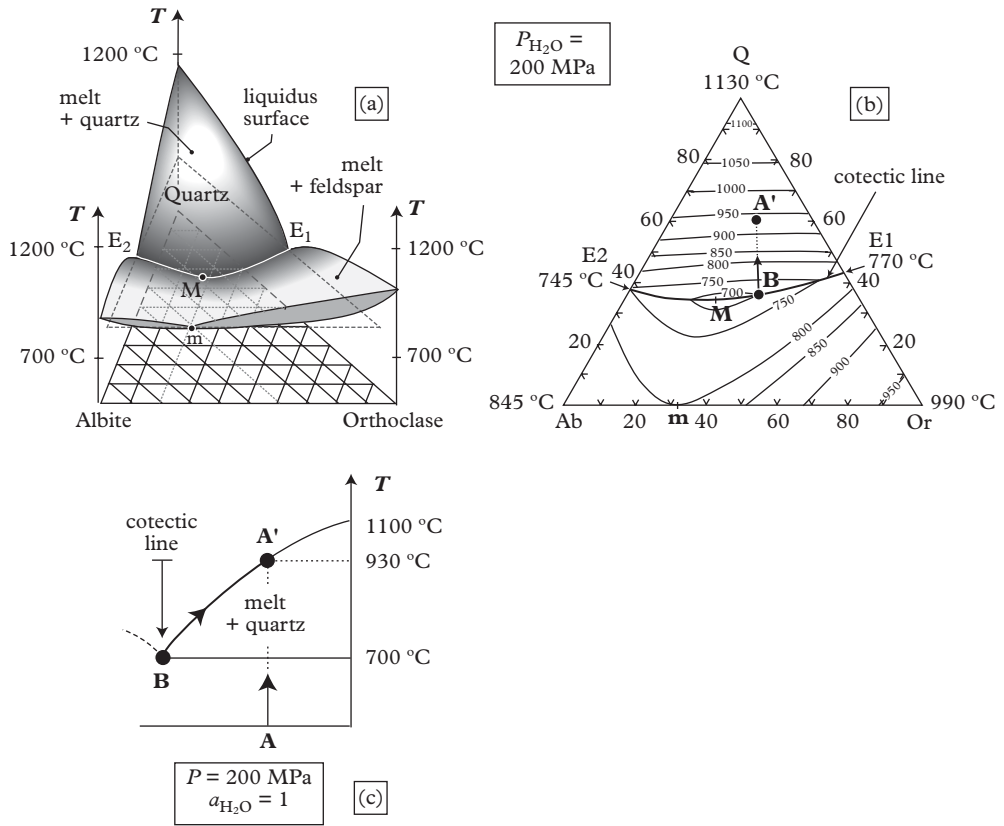 T
1200 °C
melt
+ quartz
liquidus
surface
(a)
melt
+ feldspar
Quartz
T
T
E₂
E₁
1200 °C
1200 °C
M
m
700 °C
700 °C
Albite
Orthoclase
P_H₂O =
200 MPa
Q
1130 °C
(b)
1100
80
1050
80
cotectic line
1000
A'
60
950
60
900
E2
850
E1
745 °C
40
800
770 °C
750
B
40
700
M
750
20
800
20
850
900
950
845 °C
990 °C
Ab
20
m
40
60
80
Or
T
cotectic
line
A'
1100 °C
930 °C
melt
+ quartz
700 °C
B
A
P = 200 MPa
a_H₂O = 1
(c)